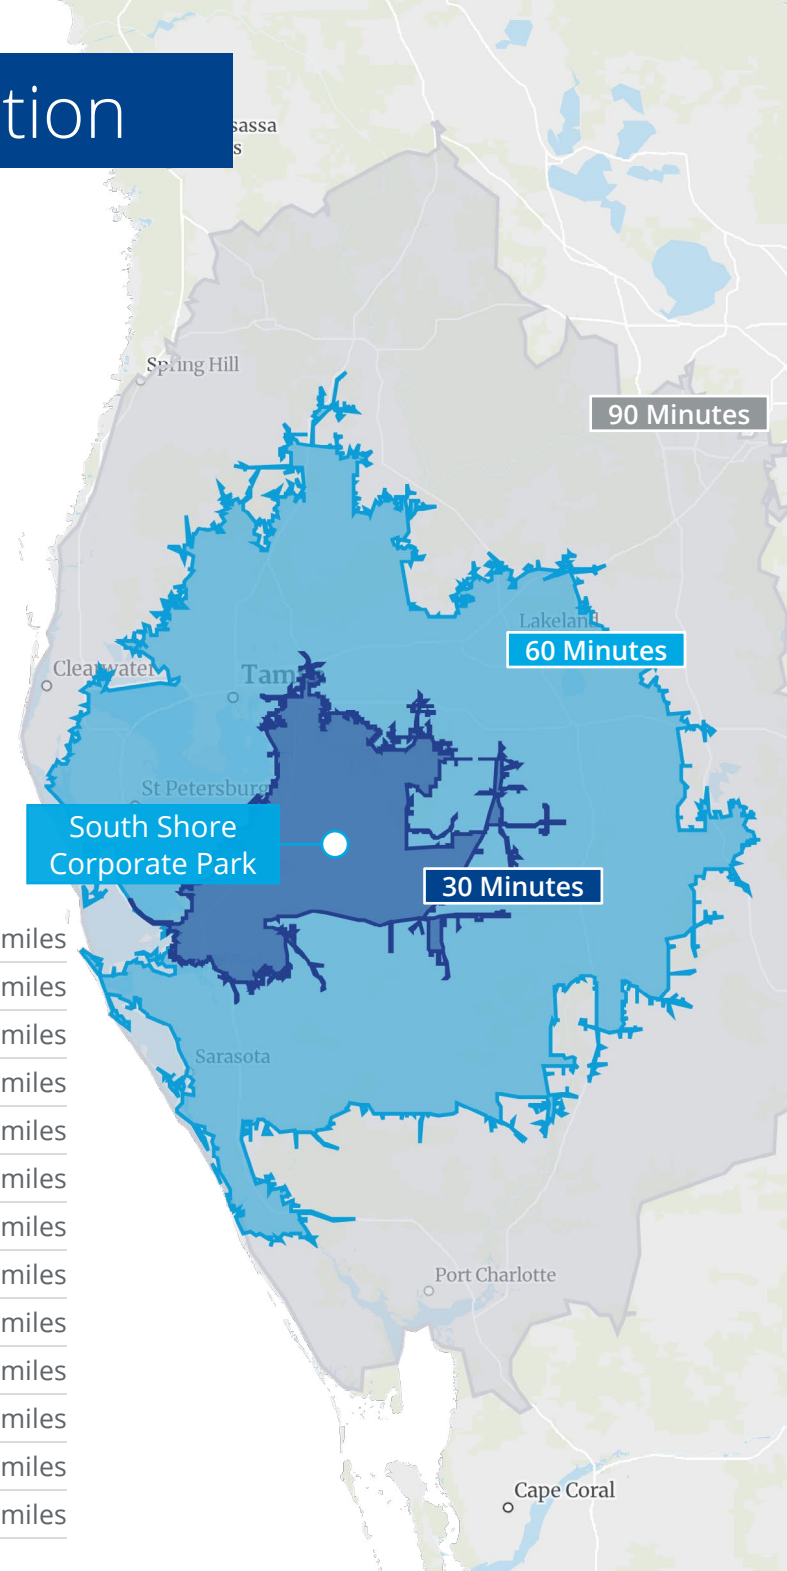 tion
sassa
s
Spring Hill
90 Minutes
Lakeland
60 Minutes
Clearwater
Tam
St Petersburg
South Shore
Corporate Park
30 Minutes
miles
miles
miles
Sarasota
miles
miles
miles
miles
Port Charlotte
miles
miles
miles
miles
miles
Cape Coral
miles